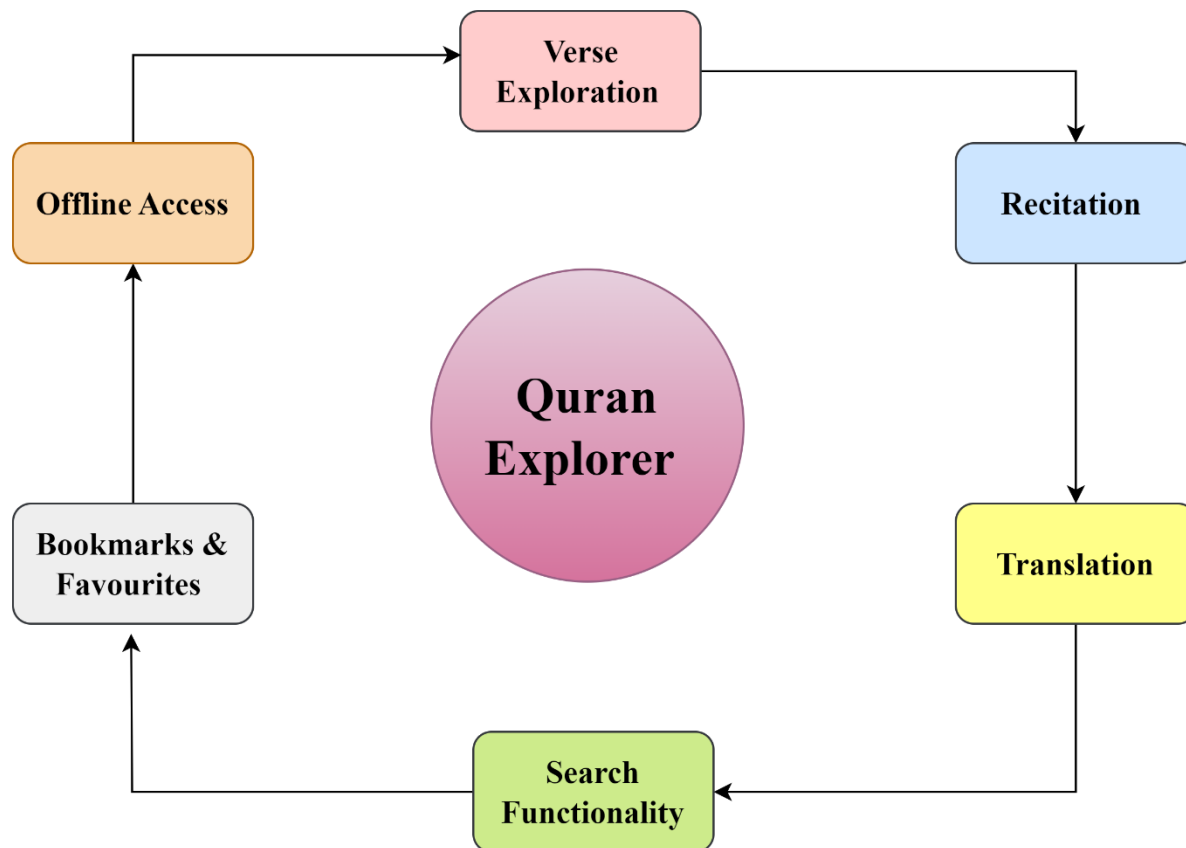 Verse
Exploration
Offline Access
Recitation
Quran
Explorer
Bookmarks &
Favourites
Translation
Search
Functionality